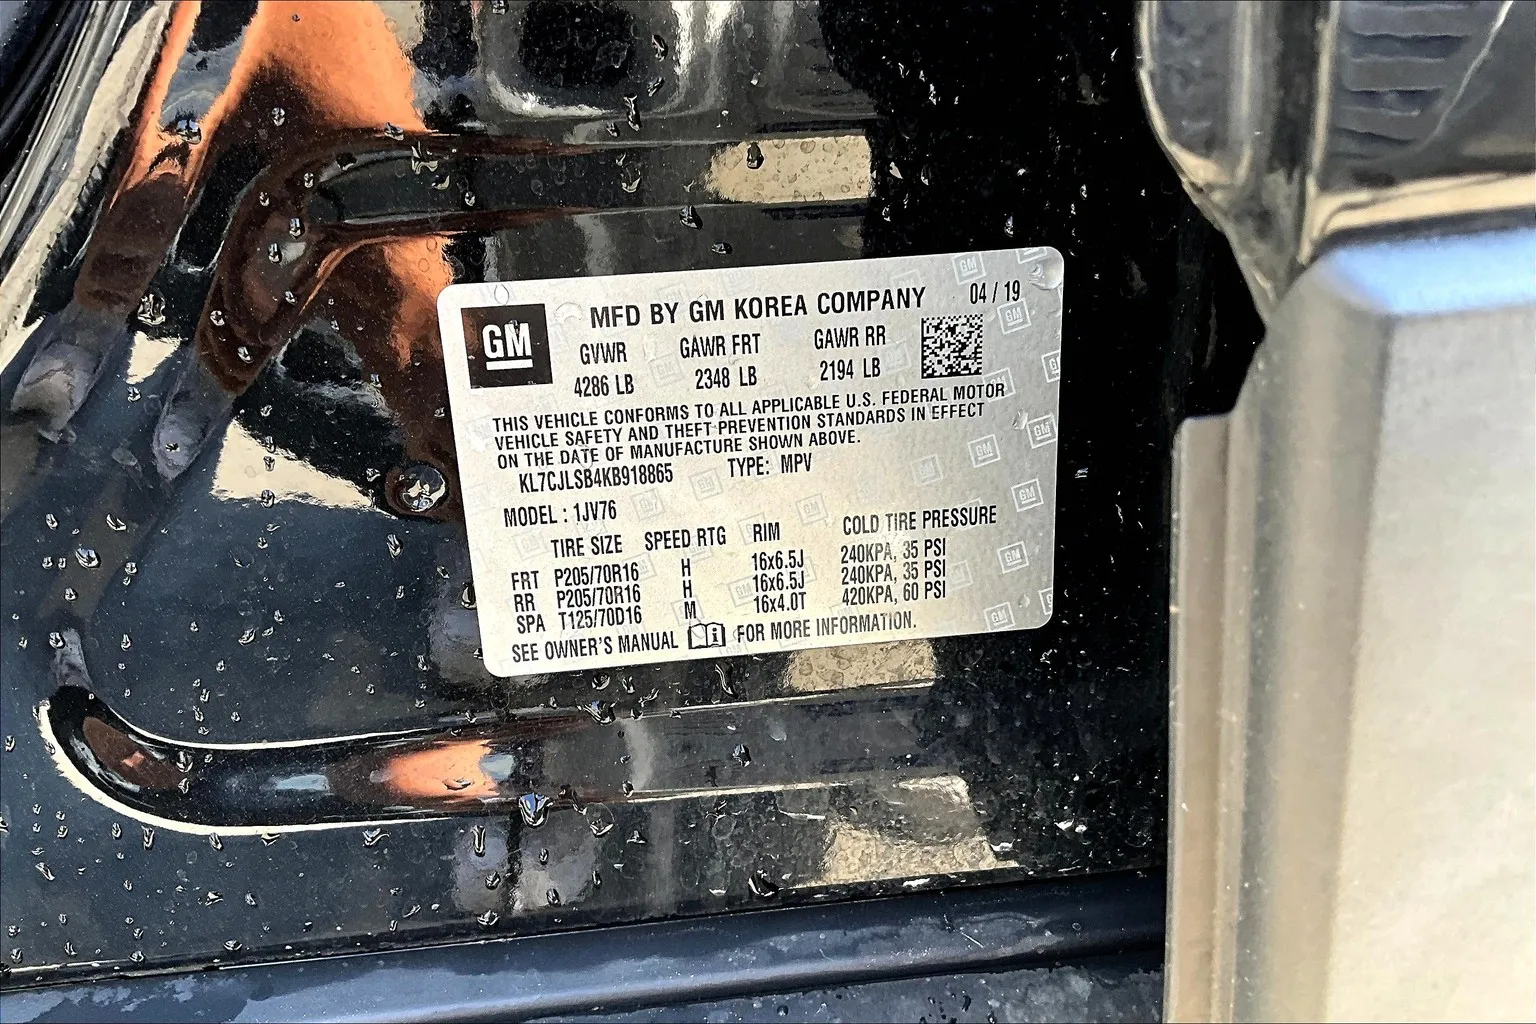 GM
MFD BY GM KOREA COMPANY 04 / 19
GVWR GAWR FRT GAWR RR
4286 LB 2348 LB 2194 LB
THIS VEHICLE CONFORMS TO ALL APPLICABLE U.S. FEDERAL MOTOR
VEHICLE SAFETY AND THEFT PREVENTION STANDARDS IN EFFECT
ON THE DATE OF MANUFACTURE SHOWN ABOVE.
KL7CJLSB4KB918865 TYPE: MPV
MODEL : 1JV76
TIRE SIZE SPEED RTG RIM COLD TIRE PRESSURE
FRT P205/70R16 H 16x6.5J 240KPA, 35 PSI
RR P205/70R16 H 16x6.5J 240KPA, 35 PSI
SPA T125/70D16 M 16x4.0T 420KPA, 60 PSI
SEE OWNER'S MANUAL FOR MORE INFORMATION.